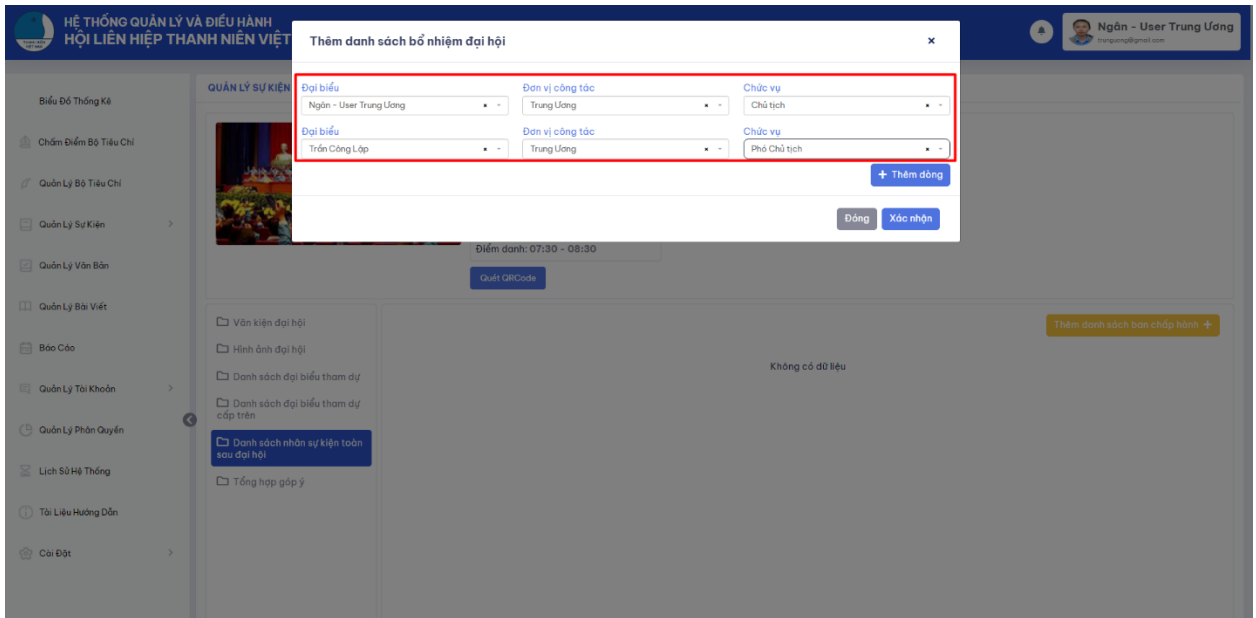 HỆ THỐNG QUẢN LÝ VÀ ĐIỀU HÀNH
HỘI LIÊN HIỆP THANH NIÊN VIỆT
Ngân - User Trung Ương
trunguong@gmail.com
Thêm danh sách bổ nhiệm đại hội
×
Đại biểu
Đơn vị công tác
Chức vụ
Ngân - User Trung Ương
Trung Ương
Chủ tịch
Đại biểu
Đơn vị công tác
Chức vụ
Trần Công Lập
Trung Ương
Phó Chủ tịch
+ Thêm dòng
Đóng
Xác nhận
Biểu Đồ Thống Kê
Chấm Điểm Bộ Tiêu Chí
Quản Lý Bộ Tiêu Chí
Quản Lý Sự Kiện
Quản Lý Văn Bản
Quản Lý Bài Viết
Báo Cáo
Quản Lý Tài Khoản
Quản Lý Phân Quyền
Lịch Sử Hệ Thống
Tài Liệu Hướng Dẫn
Cài Đặt
QUẢN LÝ SỰ KIỆN
Điểm danh: 07:30 - 08:30
Quét QRCode
Văn kiện đại hội
Hình ảnh đại hội
Danh sách đại biểu tham dự
Danh sách đại biểu tham dự
cấp trên
Danh sách nhân sự kiện toàn
sau đại hội
Tổng hợp góp ý
Thêm danh sách ban chấp hành +
Không có dữ liệu